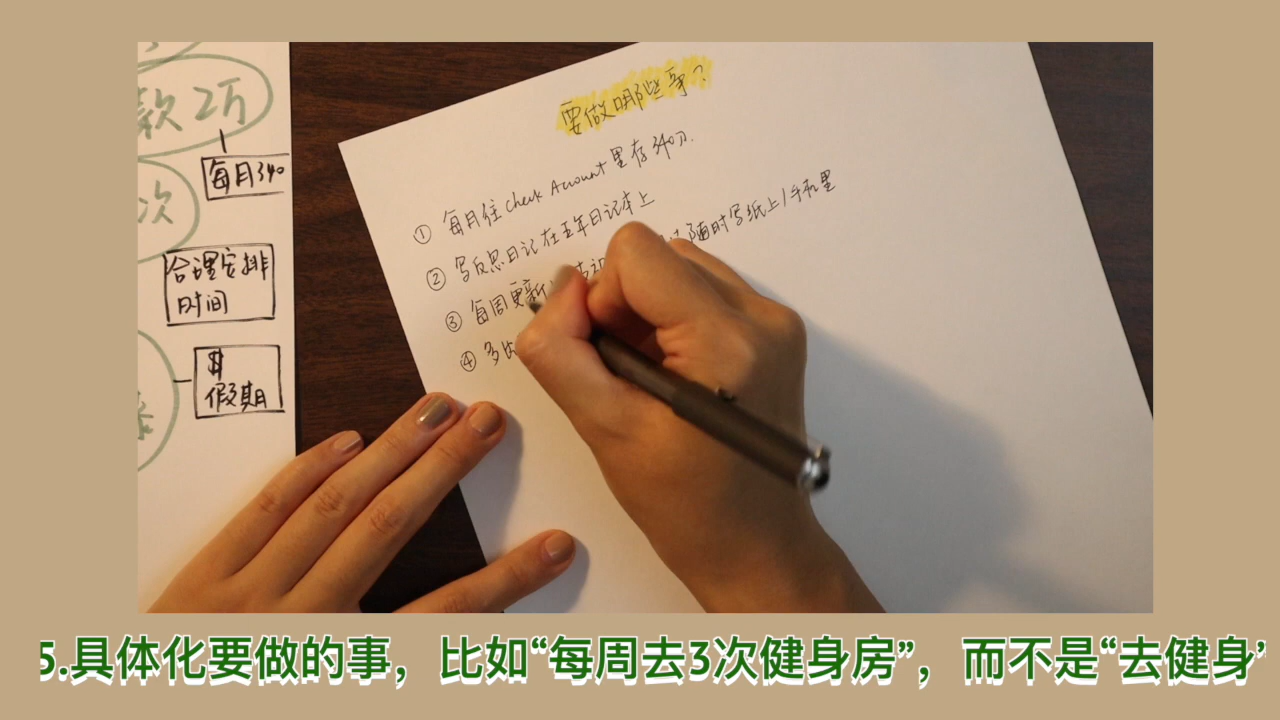 款 2万
每月340
次
合理安排
时间
$
假期
要做哪些事?
① 每月往 Check Account 里存340刀.
② 写反思日记在五年日记本上
③ 每周更新 随时写纸上/手机里
④ 多
5.具体化要做的事，比如“每周去3次健身房”，而不是“去健身”